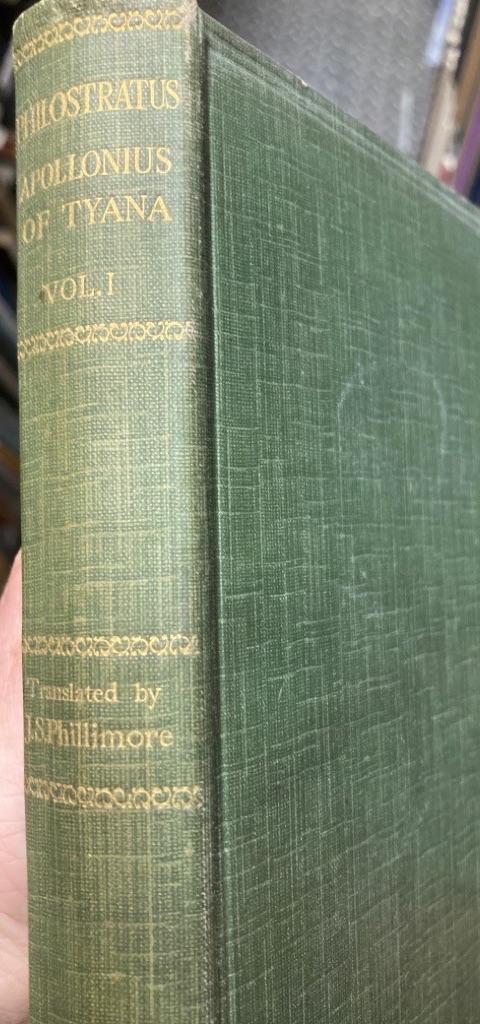 PHILOSTRATUS
APOLLONIUS
OF TYANA
VOL. I
Translated by
J.S.Phillimore